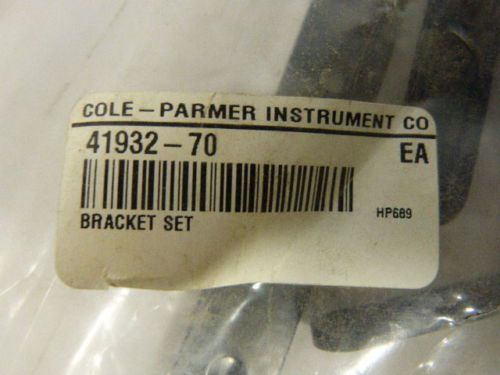 COLE-PARMER INSTRUMENT CO
41932-70 EA
HP689
BRACKET SET